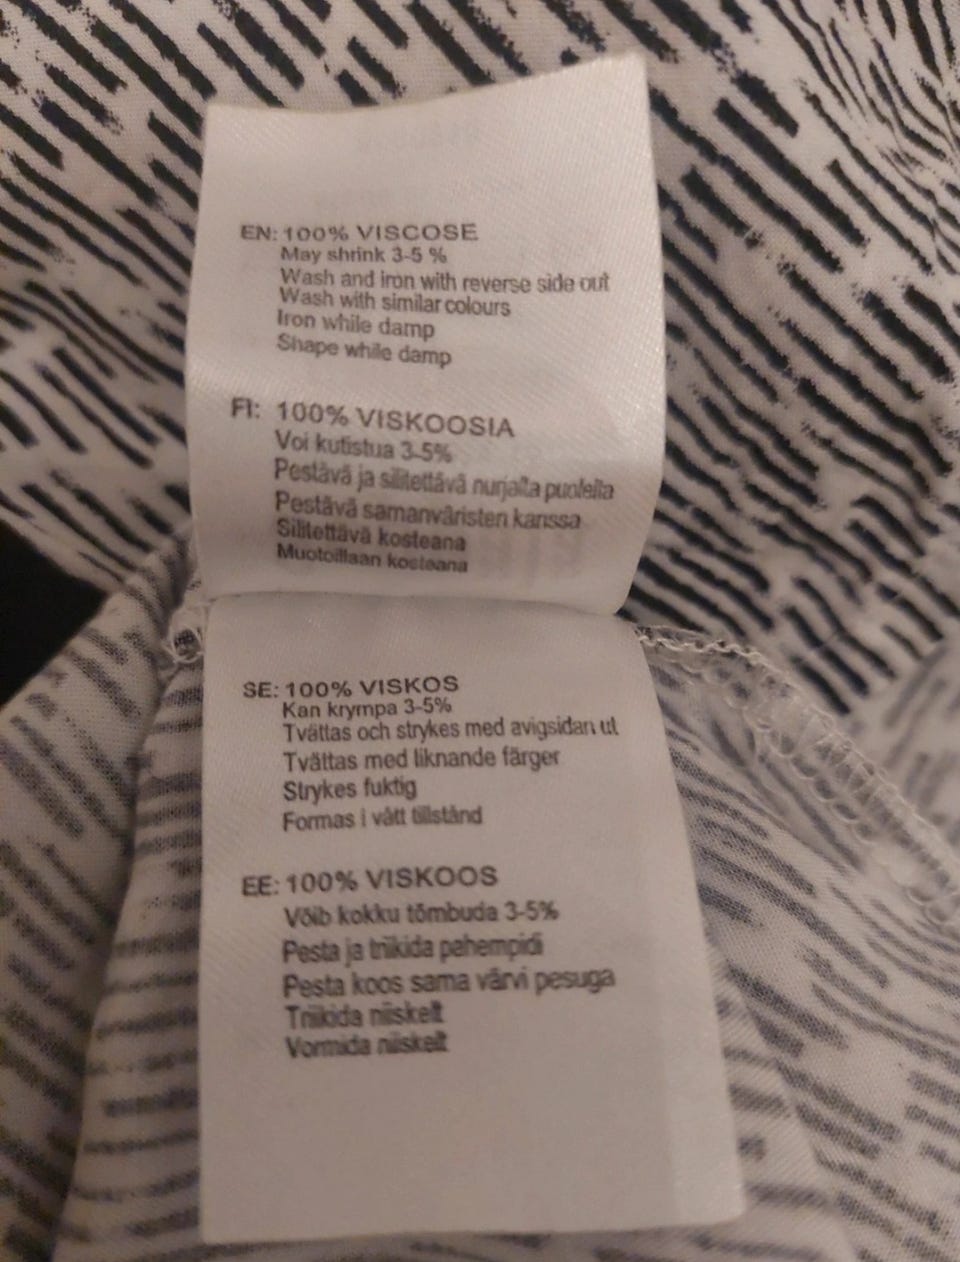 EN: 100% VISCOSE
May shrink 3-5 %
Wash and iron with reverse side out
Wash with similar colours
Iron while damp
Shape while damp
FI: 100% VISKOOSIA
Voi kutistua 3-5%
Pestävä ja silitettävä nurjalta puolelta
Pestävä samanväristen kanssa
Silitettävä kosteana
Muotoillaan kosteana
SE: 100% VISKOS
Kan krympa 3-5%
Tvättas och strykes med avigsidan ut
Tvättas med liknande färger
Strykes fuktig
Formas i vått tillstånd
EE: 100% VISKOOS
Võib kokku tõmbuda 3-5%
Pesta ja triikida pahempidi
Pesta koos sama värvi pesuga
Triikida niiskelt
Vormida niiskelt